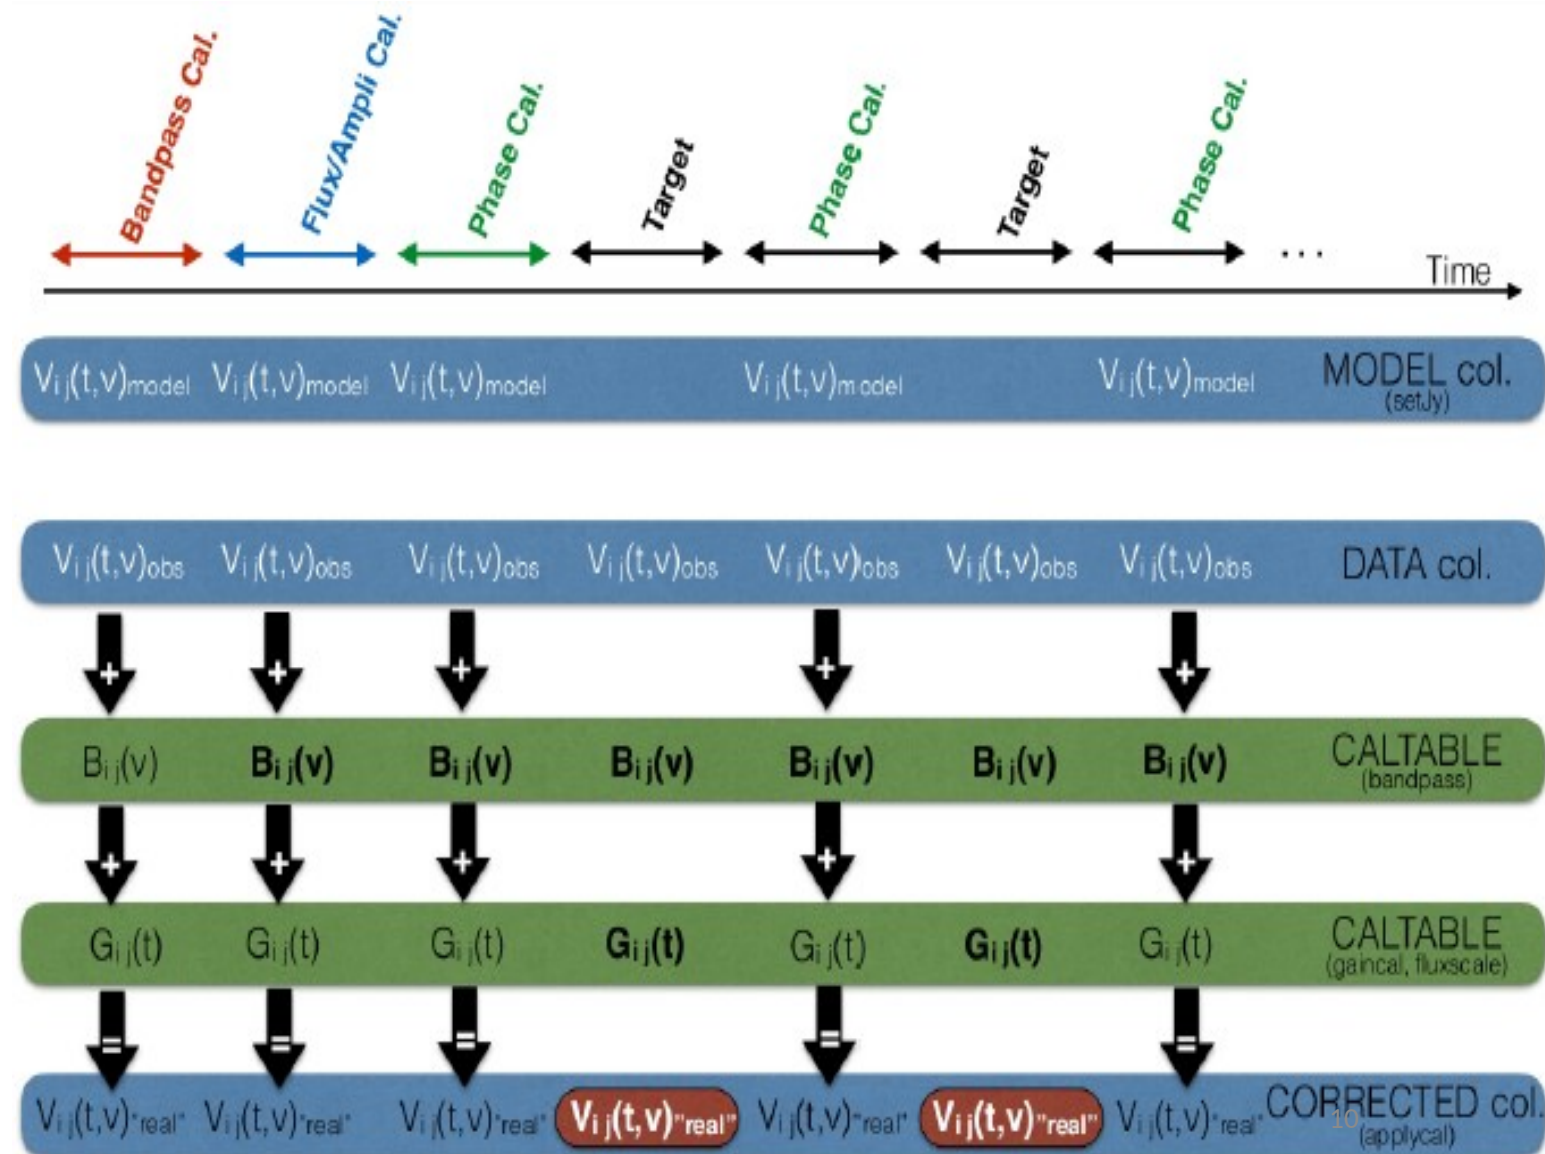 Bandpass Cal.
Flux/Ampli Cal.
Phase Cal.
Target
Phase Cal.
Target
Phase Cal.
...
Time
Vij(t,ν)model Vij(t,ν)model Vij(t,ν)model Vij(t,ν)model Vij(t,ν)model MODEL col.
(setJy)
Vij(t,ν)obs Vij(t,ν)obs Vij(t,ν)obs Vij(t,ν)obs Vij(t,ν)obs Vij(t,ν)obs Vij(t,ν)obs DATA col.
+ + + + +
Bij(ν) Bij(ν) Bij(ν) Bij(ν) Bij(ν) Bij(ν) Bij(ν) CALTABLE
(bandpass)
+ + + + +
Gij(t) Gij(t) Gij(t) Gij(t) Gij(t) Gij(t) Gij(t) CALTABLE
(gaincal, fluxscale)
= = = = =
Vij(t,ν)"real" Vij(t,ν)"real" Vij(t,ν)"real" Vij(t,ν)"real" Vij(t,ν)"real" Vij(t,ν)"real" Vij(t,ν)"real" CORRECTED col.
10
(applycal)